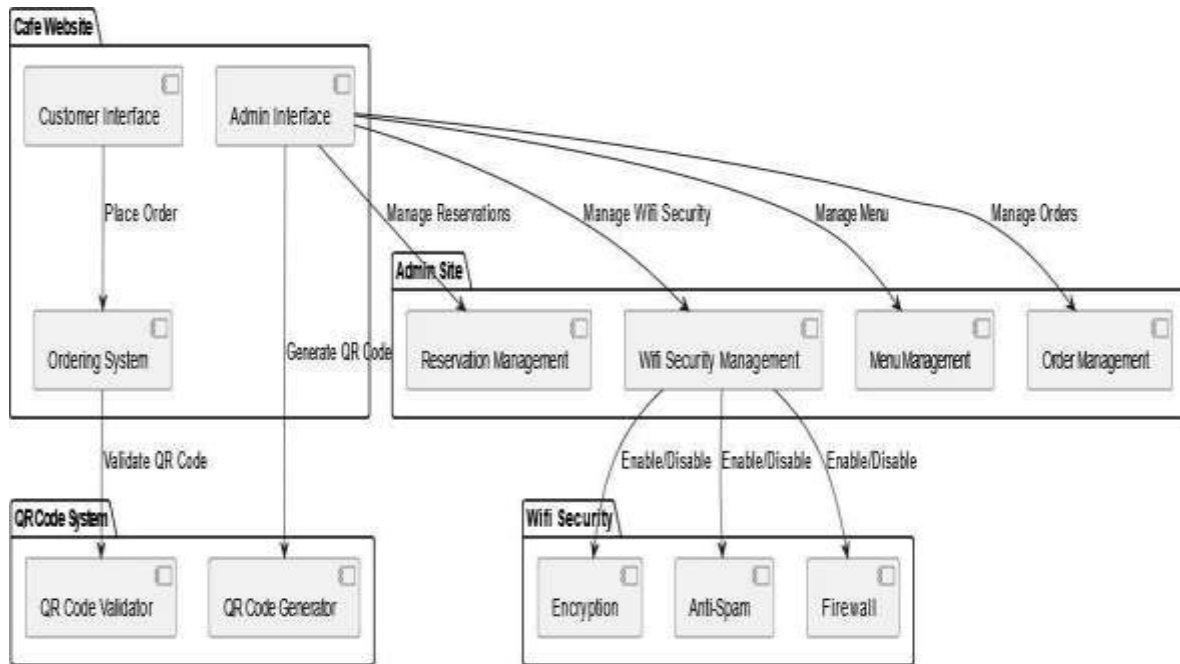 Cafe Website
Customer Interface
Admin Interface
Place Order
Manage Reservations
Manage Wifi Security
Manage Menu
Manage Orders
Admin Site
Ordering System
Generate QR Code
Reservation Management
Wifi Security Management
Menu Management
Order Management
Validate QR Code
Enable/Disable
Enable/Disable
Enable/Disable
QR Code System
Wifi Security
QR Code Validator
QR Code Generator
Encryption
Anti-Spam
Firewall